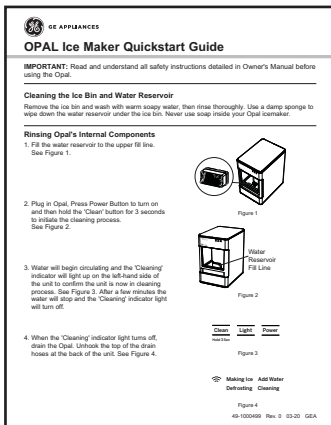 GE APPLIANCES
OPAL Ice Maker Quickstart Guide
IMPORTANT: Read and understand all safety instructions detailed in Owner's Manual before
using the Opal.
Cleaning the Ice Bin and Water Reservoir
Remove the ice bin and wash with warm soapy water, then rinse thoroughly. Use a damp sponge to
wipe down the water reservoir under the ice bin. Never use soap inside your Opal icemaker.
Rinsing Opal's Internal Components
1. Fill the water reservoir to the upper fill line.
See Figure 1.
Figure 1
2. Plug in Opal, Press Power Button to turn on
and then hold the 'Clean' button for 3 seconds
to initiate the cleaning process.
See Figure 2.
Water
Reservoir
Fill Line
Figure 2
3. Water will begin circulating and the 'Cleaning'
indicator will light up on the left-hand side of
the unit to confirm the unit is now in cleaning
process. See Figure 3. After a few minutes the
water will stop and the 'Cleaning' indicator light
will turn off.
Clean Light Power
Hold 3 Sec
Figure 3
4. When the 'Cleaning' indicator light turns off,
drain the Opal. Unhook the top of the drain
hoses at the back of the unit. See Figure 4.
Making Ice Add Water
Defrosting Cleaning
Figure 4
49-1000499 Rev. 0 03-20 GEA